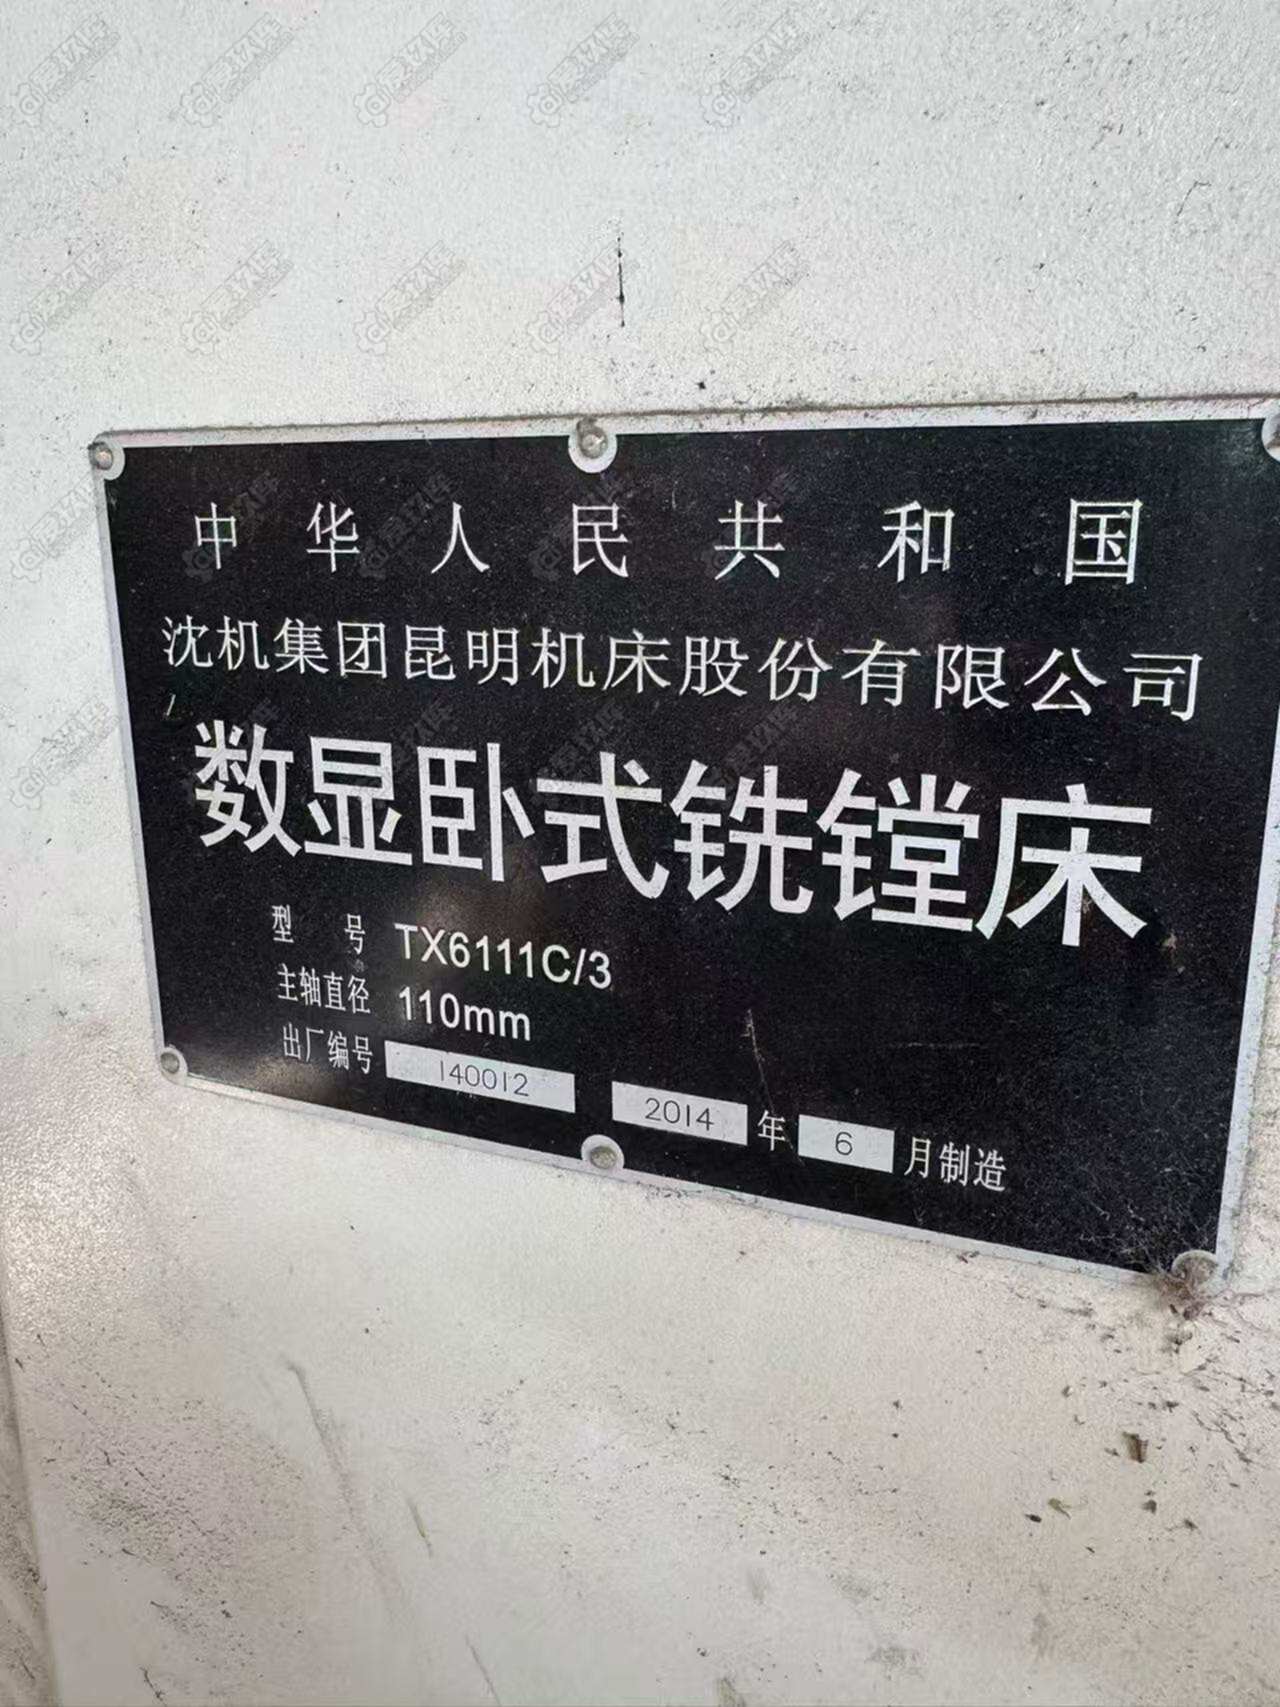 中华人民共和国
沈机集团昆明机床股份有限公司
数显卧式铣镗床
型号 TX6111C/3
主轴直径 110mm
出厂编号 140012 2014 年 6 月制造